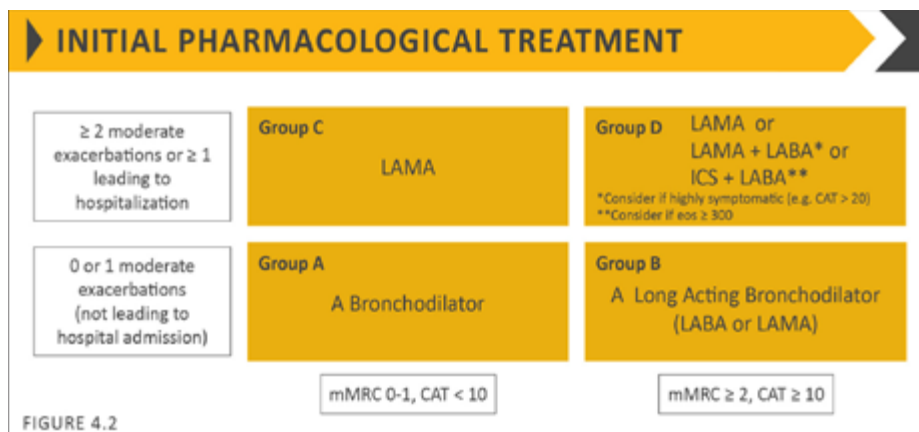 INITIAL PHARMACOLOGICAL TREATMENT
≥ 2 moderate
exacerbations or ≥ 1
leading to
hospitalization
Group C
LAMA
Group D
LAMA or
LAMA + LABA* or
ICS + LABA**
*Consider if highly symptomatic (e.g. CAT > 20)
**Consider if eos ≥ 300
0 or 1 moderate
exacerbations
(not leading to
hospital admission)
Group A
A Bronchodilator
Group B
A Long Acting Bronchodilator
(LABA or LAMA)
mMRC 0-1, CAT < 10
mMRC ≥ 2, CAT ≥ 10
FIGURE 4.2